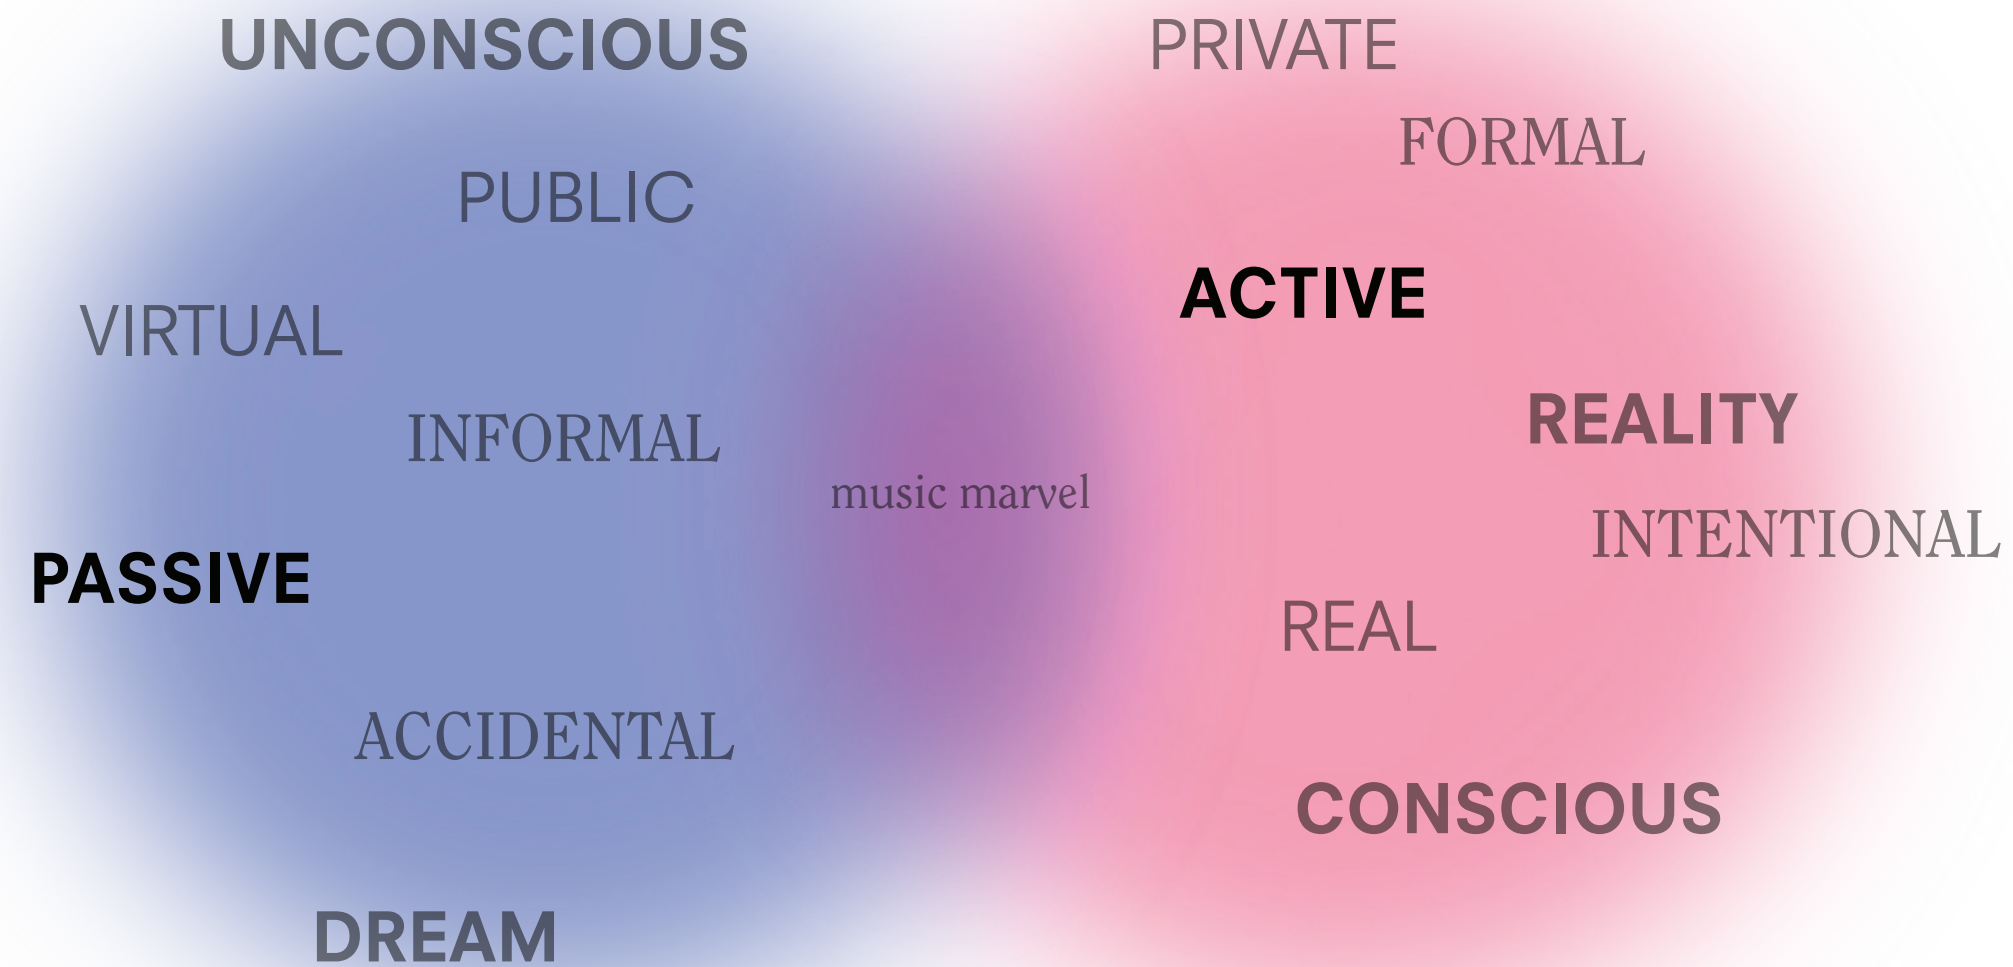 UNCONSCIOUS
PRIVATE
FORMAL
PUBLIC
ACTIVE
VIRTUAL
REALITY
INFORMAL
music marvel
INTENTIONAL
PASSIVE
REAL
ACCIDENTAL
CONSCIOUS
DREAM